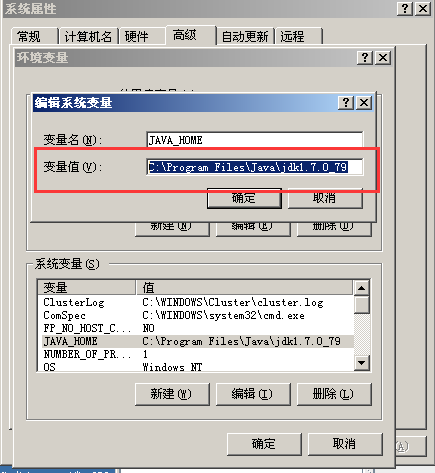 系统属性
常规 计算机名 硬件 高级 自动更新 远程
环境变量
编辑系统变量
变量名(N): JAVA_HOME
变量值(V): C:\Program Files\Java\jdk1.7.0_79
确定 取消
新建(N) 编辑(E) 删除(D)
系统变量(S)
变量 值
ClusterLog C:\WINDOWS\Cluster\cluster.log
ComSpec C:\WINDOWS\system32\cmd.exe
FP_NO_HOST_C... NO
JAVA_HOME C:\Program Files\Java\jdk1.7.0_79
NUMBER_OF_PR... 1
OS Windows NT
新建(W) 编辑(I) 删除(L)
确定 取消
(A)